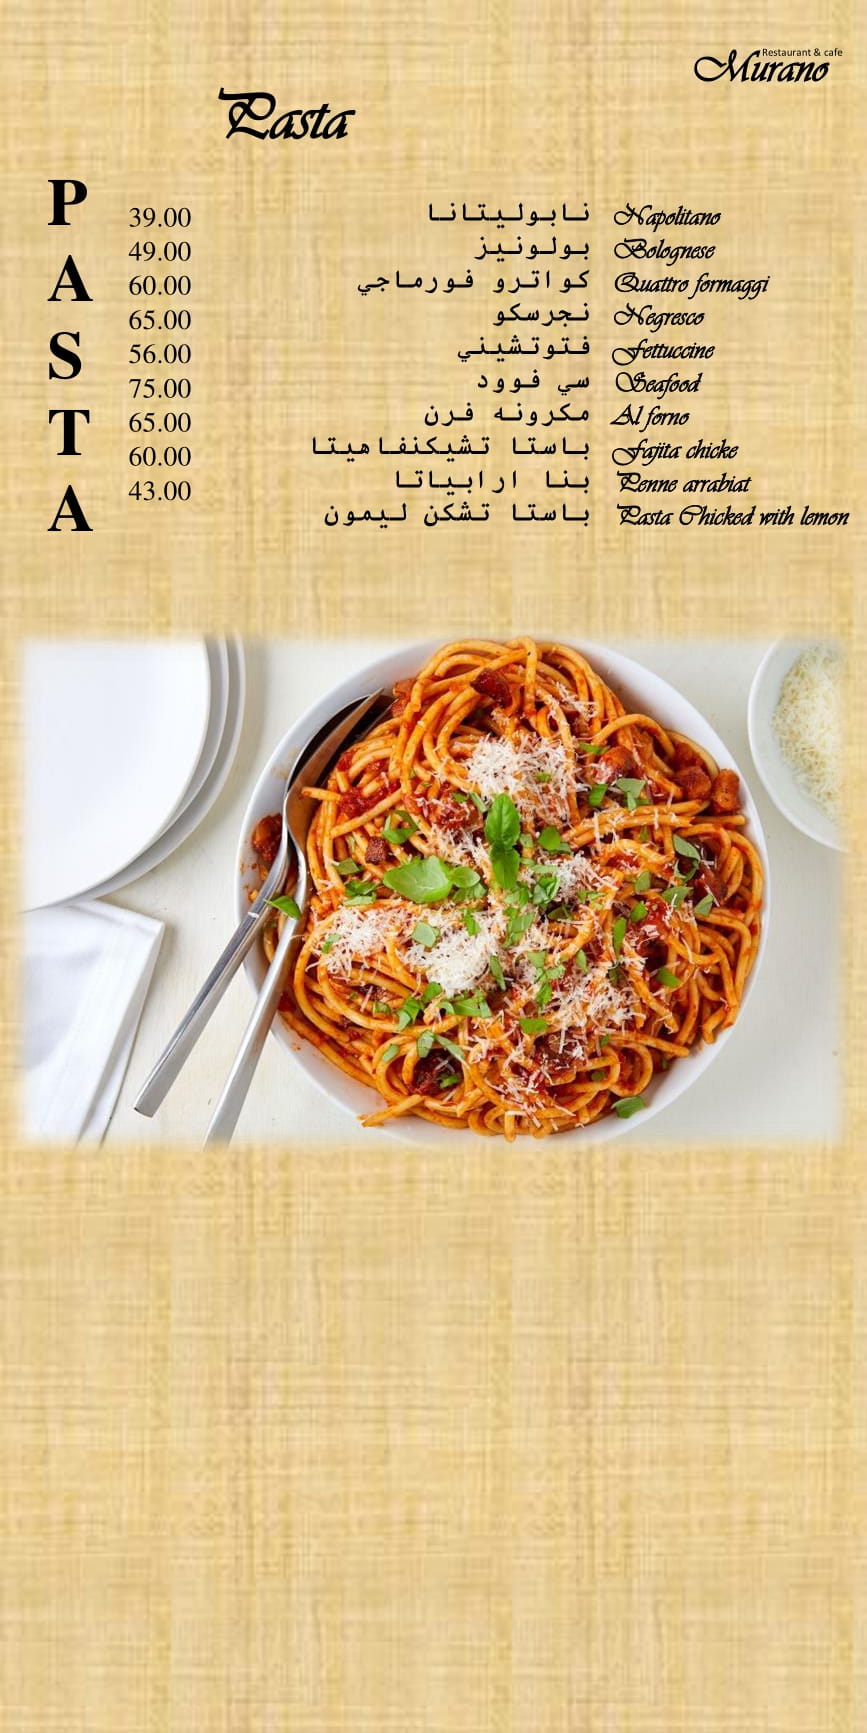 Restaurant & cafe
Murano
Pasta
P
A
S
T
A
39.00 نابوليتانا Napolitano
49.00 بولونيز Bolognese
60.00 كواترو فورماجي Quattro formaggi
65.00 نجرسكو Negresco
56.00 فتوتشيني Fettuccine
75.00 سي فوود Seafood
65.00 مكرونه فرن Al forno
60.00 باستا تشيكنفاهيتا Fajita chicke
43.00 بنا ارابياتا Penne arrabiat
باستا تشكن ليمون Pasta Chicked with lemon